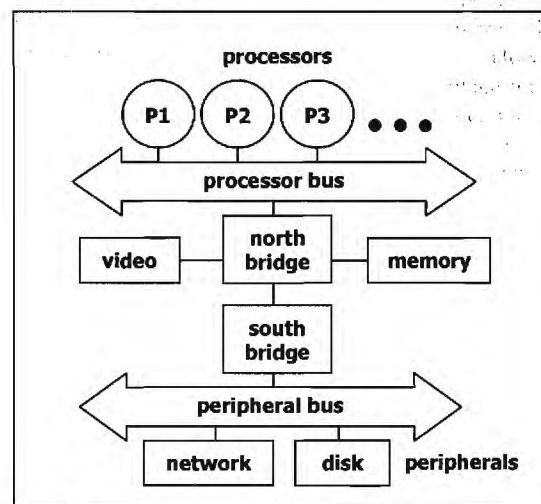 processors
P1 P2 P3
processor bus
video
north
bridge
memory
south
bridge
peripheral bus
network
disk
peripherals